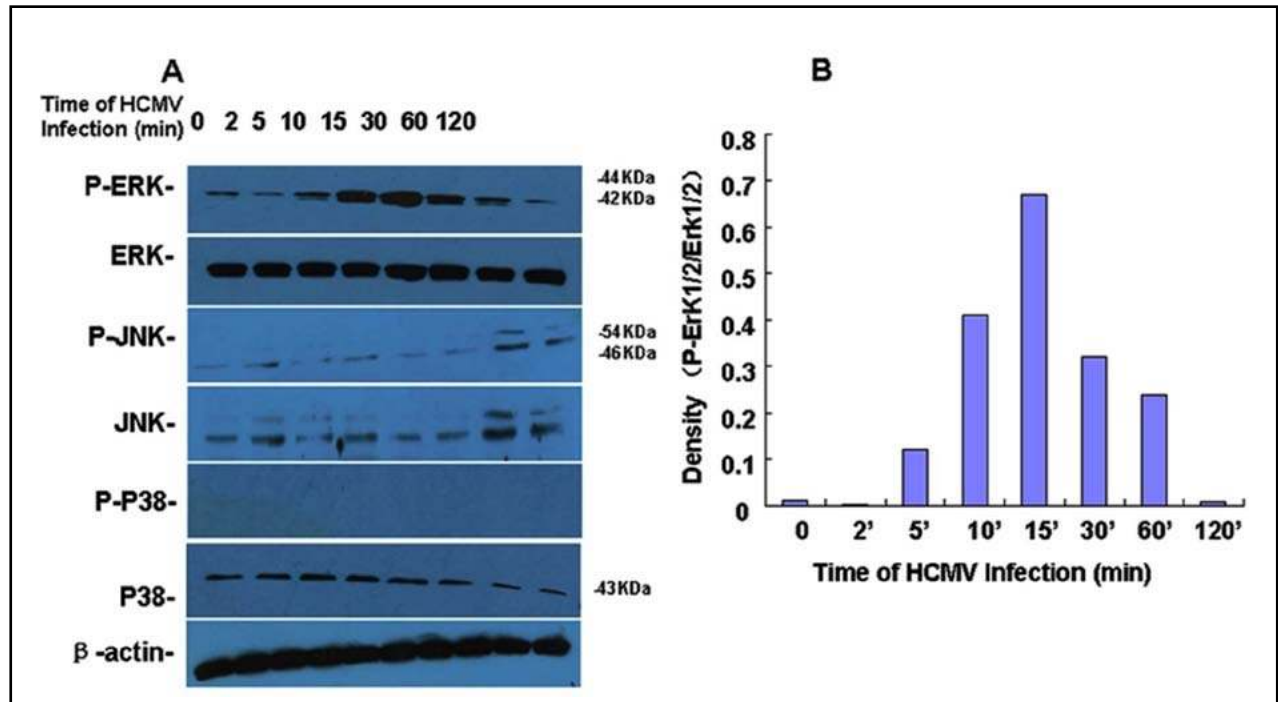 A
Time of HCMV
Infection (min) 0 2 5 10 15 30 60 120
P-ERK-
-44KDa
-42KDa
ERK-
P-JNK-
-54KDa
-46KDa
JNK-
P-P38-
P38-
-43KDa
β-actin-
B
Density (P-ErK1/2/Erk1/2)
0.8
0.7
0.6
0.5
0.4
0.3
0.2
0.1
0
0 2' 5' 10' 15' 30' 60' 120'
Time of HCMV Infection (min)